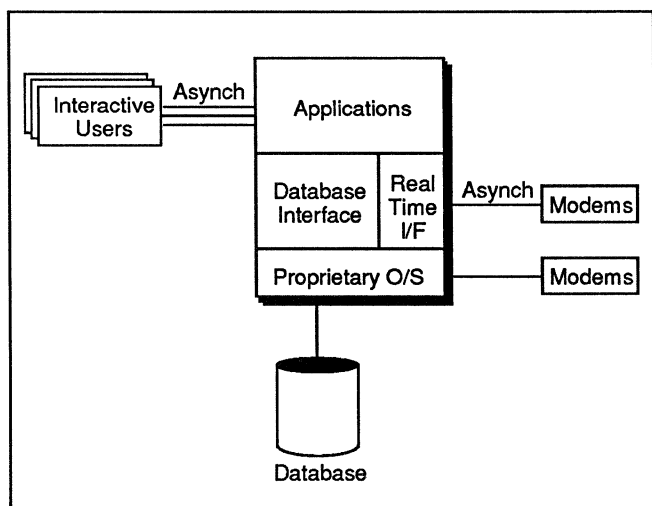 Interactive
Users
Asynch
Applications
Database
Interface
Real
Time
I/F
Asynch
Modems
Proprietary O/S
Modems
Database